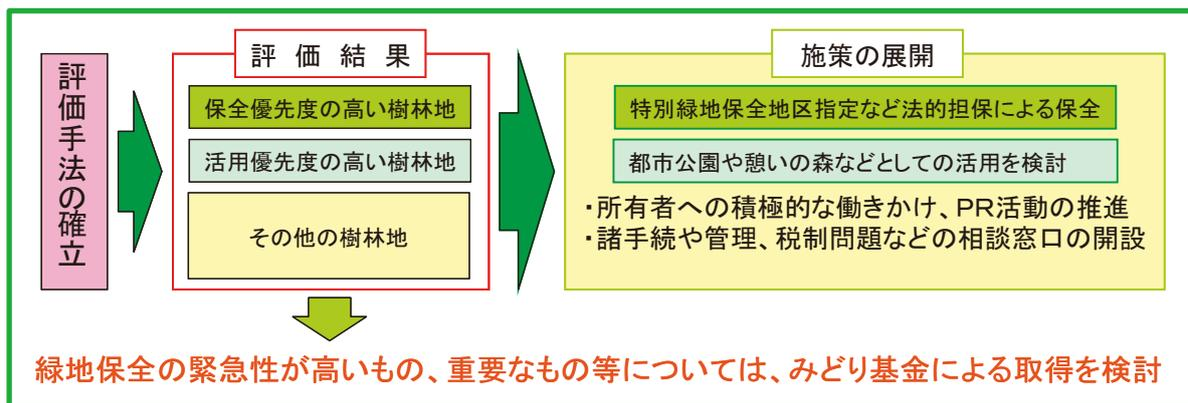 評価手法の確立
評価結果
保全優先度の高い樹林地
活用優先度の高い樹林地
その他の樹林地
施策の展開
特別緑地保全地区指定など法的担保による保全
都市公園や憩いの森などとしての活用を検討
・所有者への積極的な働きかけ、PR活動の推進
・諸手続や管理、税制問題などの相談窓口の開設
緑地保全の緊急性が高いもの、重要なもの等については、みどり基金による取得を検討